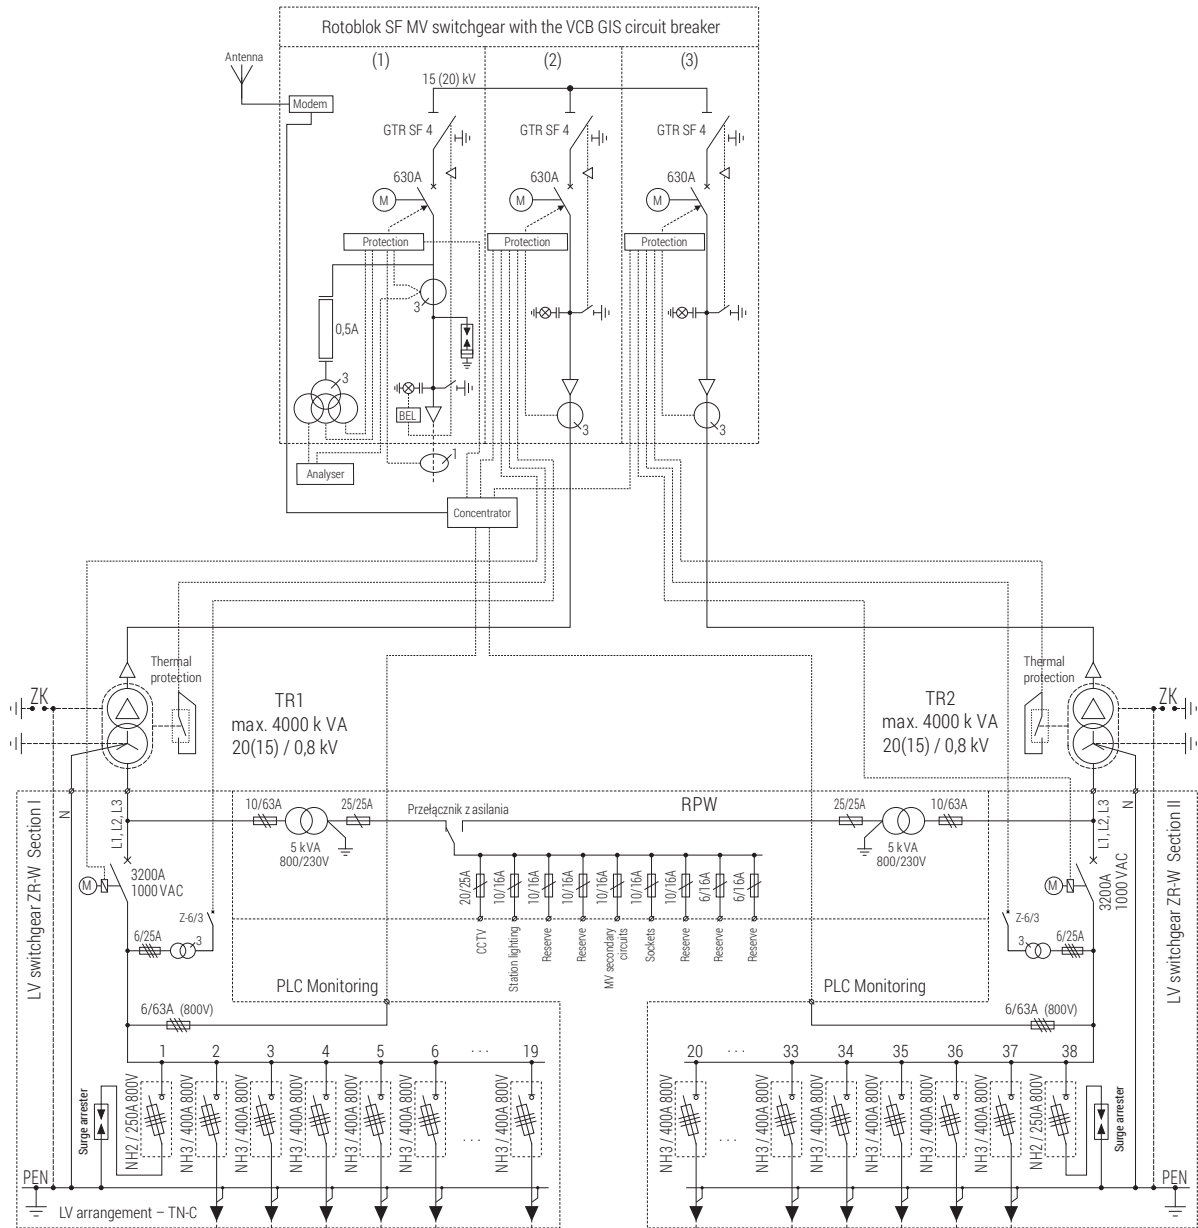 Rotoblok SF MV switchgear with the VCB GIS circuit breaker
(1)
(2)
(3)
Antenna
Modem
15 (20) kV
GTR SF 4
GTR SF 4
GTR SF 4
630A
630A
630A
M
M
M
Protection
Protection
Protection
3
0,5A
3
BEL
3
3
1
Analyser
Concentrator
Thermal
protection
ZK
TR1
max. 4000 k VA
20(15) / 0,8 kV
Thermal
protection
ZK
TR2
max. 4000 k VA
20(15) / 0,8 kV
LV switchgear ZR-W Section I
N
L1, L2, L3
10/63A
25/25A
5 kVA
800/230V
Przełącznik z asilania
RPW
25/25A
10/63A
5 kVA
800/230V
L1, L2, L3
N
LV switchgear ZR-W Section II
M
3200A
1000 VAC
M
3200A
1000 VAC
20/25A
10/16A
10/16A
10/16A
10/16A
10/16A
10/16A
6/16A
6/16A
Z-6/3
6/25A
3
Z-6/3
3
6/25A
CCTV
Station lighting
Reserve
Reserve
MV secondary
circuits
Sockets
Reserve
Reserve
Reserve
PLC Monitoring
PLC Monitoring
6/63A (800V)
6/63A (800V)
1
2
3
4
5
6
...
19
20
...
33
34
35
36
37
38
Surge arrester
NH2 / 250A 800V
NH3 / 400A 800V
NH3 / 400A 800V
NH3 / 400A 800V
NH3 / 400A 800V
NH3 / 400A 800V
...
NH3 / 400A 800V
NH3 / 400A 800V
...
NH3 / 400A 800V
NH3 / 400A 800V
NH3 / 400A 800V
NH3 / 400A 800V
NH3 / 400A 800V
NH2 / 250A 800V
Surge arrester
PEN
PEN
LV arrangement – TN-C